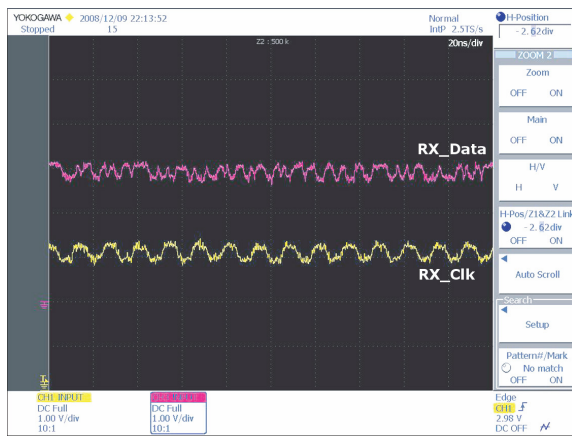 YOKOGAWA 2008/12/09 22:13:52
Stopped 15
Normal
IntP 2.5TS/s
Z2 : 500 k
20ns/div
RX_Data
RX_Clk
CH1 INPUT
DC Full
1.00 V/div
10:1
DC Full
1.00 V/div
10:1
H-Position
-2.62div
ZOOM 2
Zoom
OFF ON
Main
OFF ON
H/V
H V
H-Pos/Z1&Z2 Link
-2.62div
OFF ON
Auto Scroll
Search
Setup
Pattern#/Mark
No match
OFF ON
Edge
CH1
2.98 V
DC OFF